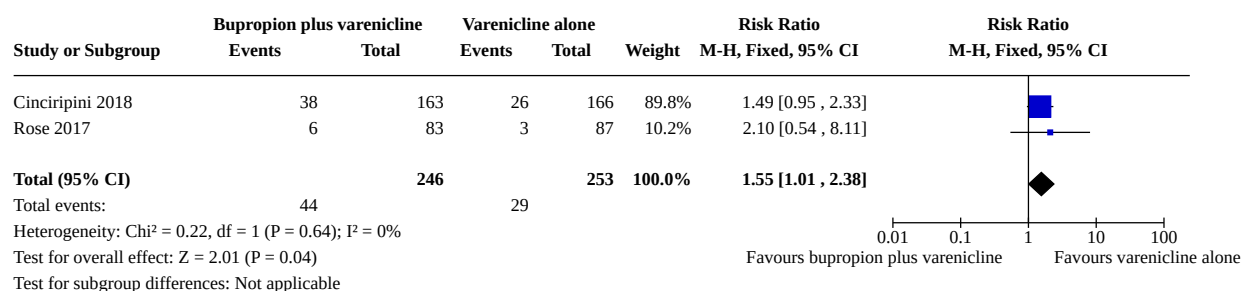 Bupropion plus varenicline Varenicline alone Risk Ratio Risk Ratio
Study or Subgroup Events Total Events Total Weight M-H, Fixed, 95% CI M-H, Fixed, 95% CI
Cinciripini 2018 38 163 26 166 89.8% 1.49 [0.95 , 2.33]
Rose 2017 6 83 3 87 10.2% 2.10 [0.54 , 8.11]
Total (95% CI) 246 253 100.0% 1.55 [1.01 , 2.38]
Total events: 44 29
Heterogeneity: Chi² = 0.22, df = 1 (P = 0.64); I² = 0%
0.01 0.1 1 10 100
Test for overall effect: Z = 2.01 (P = 0.04) Favours bupropion plus varenicline Favours varenicline alone
Test for subgroup differences: Not applicable